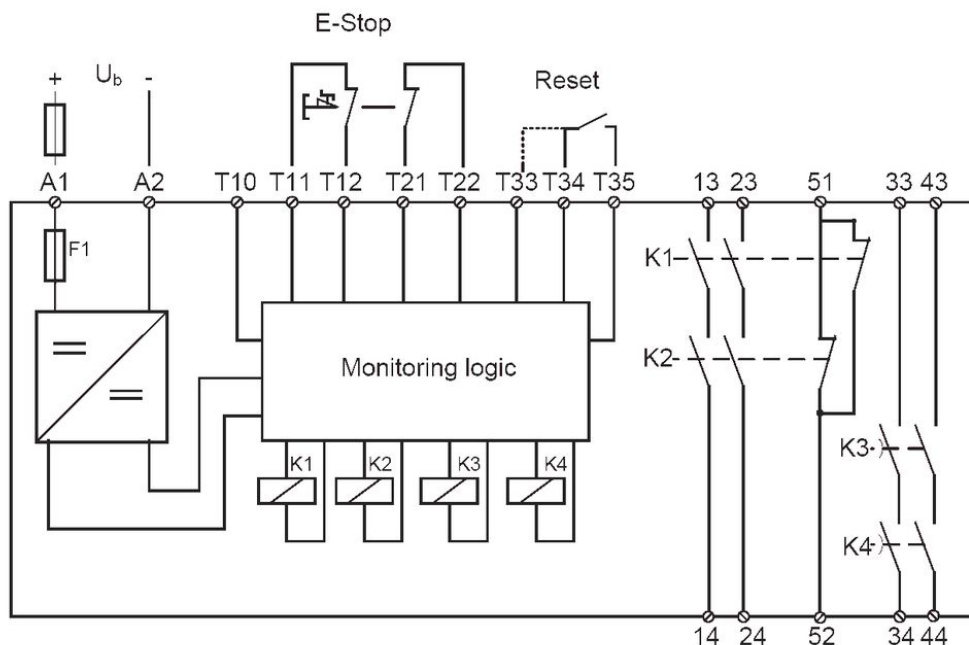 E-Stop
+ U_b -
Reset
A1 A2 T10 T11 T12 T21 T22 T33 T34 T35 13 23 51 33 43
F1
K1
K2
Monitoring logic
K3
K1 K2 K3 K4
K4
14 24 52 34 44